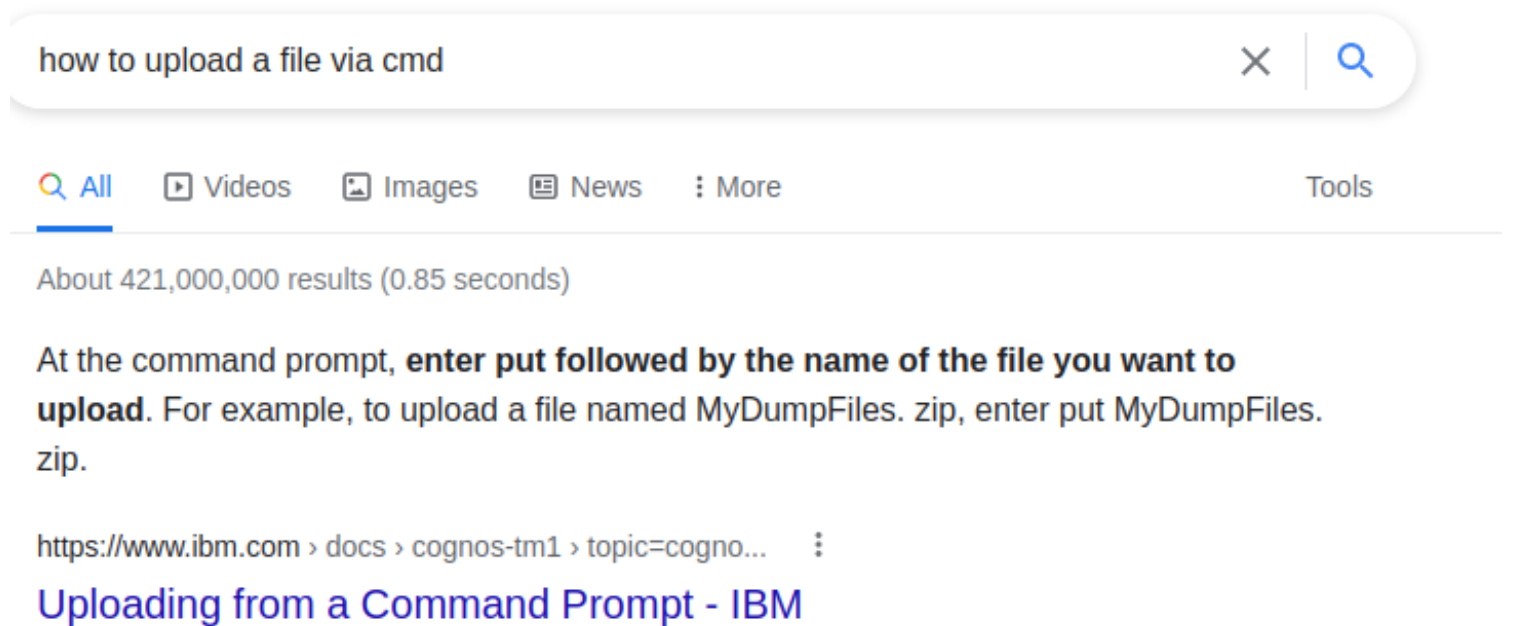 how to upload a file via cmd
All Videos Images News More Tools
About 421,000,000 results (0.85 seconds)
At the command prompt, enter put followed by the name of the file you want to
upload. For example, to upload a file named MyDumpFiles. zip, enter put MyDumpFiles.
zip.
https://www.ibm.com › docs › cognos-tm1 › topic=cogno...
Uploading from a Command Prompt - IBM